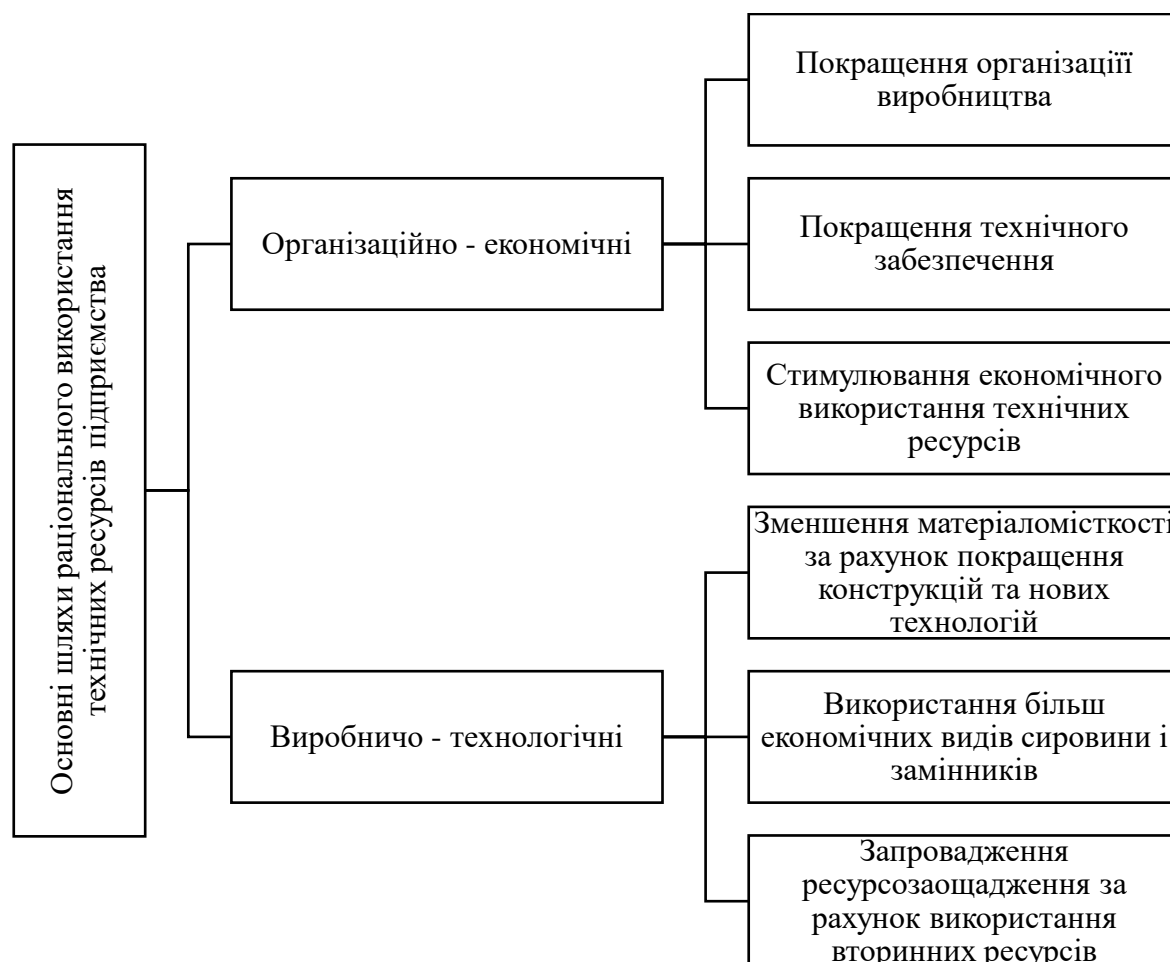 Основні шляхи раціонального використання
технічних ресурсів підприємства
Організаційно - економічні
Покращення організаціїї
виробництва
Покращення технічного
забезпечення
Стимулювання економічного
використання технічних
ресурсів
Виробничо - технологічні
Зменшення матеріаломісткості
за рахунок покращення
конструкцій та нових
технологій
Використання більш
економічних видів сировини і
замінників
Запровадження
ресурсозаощадження за
рахунок використання
вторинних ресурсів